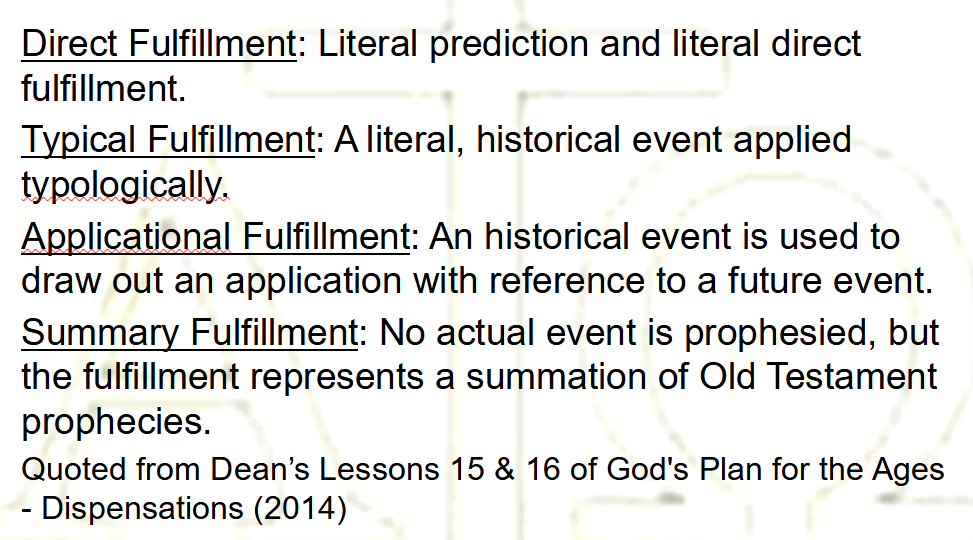 Direct Fulfillment: Literal prediction and literal direct
fulfillment.
Typical Fulfillment: A literal, historical event applied
typologically.
Applicational Fulfillment: An historical event is used to
draw out an application with reference to a future event.
Summary Fulfillment: No actual event is prophesied, but
the fulfillment represents a summation of Old Testament
prophecies.
Quoted from Dean’s Lessons 15 & 16 of God's Plan for the Ages
- Dispensations (2014)